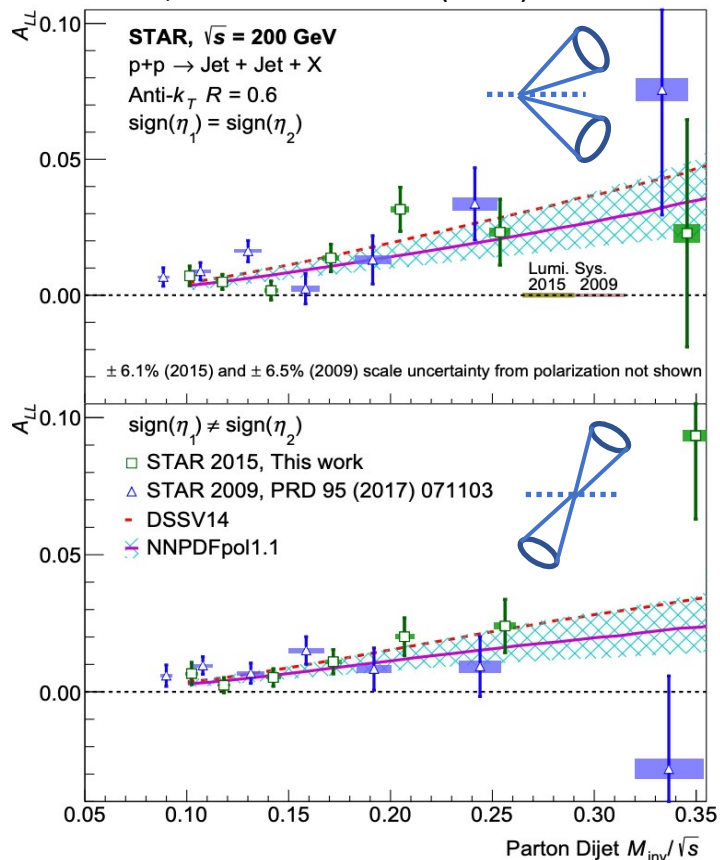 A_LL
0.10
STAR, √s = 200 GeV
p+p → Jet + Jet + X
Anti-k_T R = 0.6
sign(η_1) = sign(η_2)
0.05
Lumi. Sys.
2015 2009
0.00
± 6.1% (2015) and ± 6.5% (2009) scale uncertainty from polarization not shown
A_LL
0.10
sign(η_1) ≠ sign(η_2)
STAR 2015, This work
STAR 2009, PRD 95 (2017) 071103
DSSV14
NNPDFpol1.1
0.05
0.00
0.05 0.10 0.15 0.20 0.25 0.30 0.35
Parton Dijet M_inv/√s